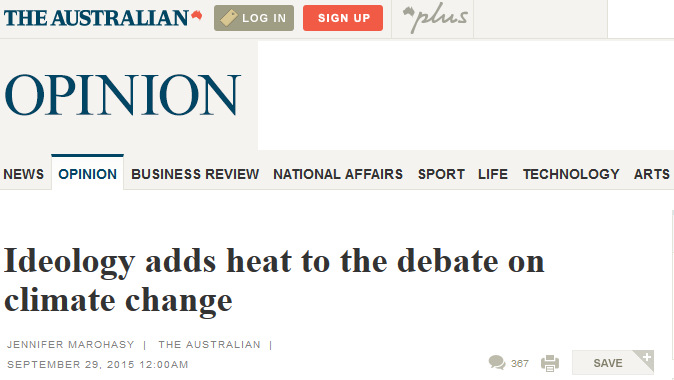 THE AUSTRALIAN LOG IN SIGN UP plus
OPINION
NEWS OPINION BUSINESS REVIEW NATIONAL AFFAIRS SPORT LIFE TECHNOLOGY ARTS
Ideology adds heat to the debate on
climate change
JENNIFER MAROHASY | THE AUSTRALIAN |
SEPTEMBER 29, 2015 12:00AM 367 SAVE